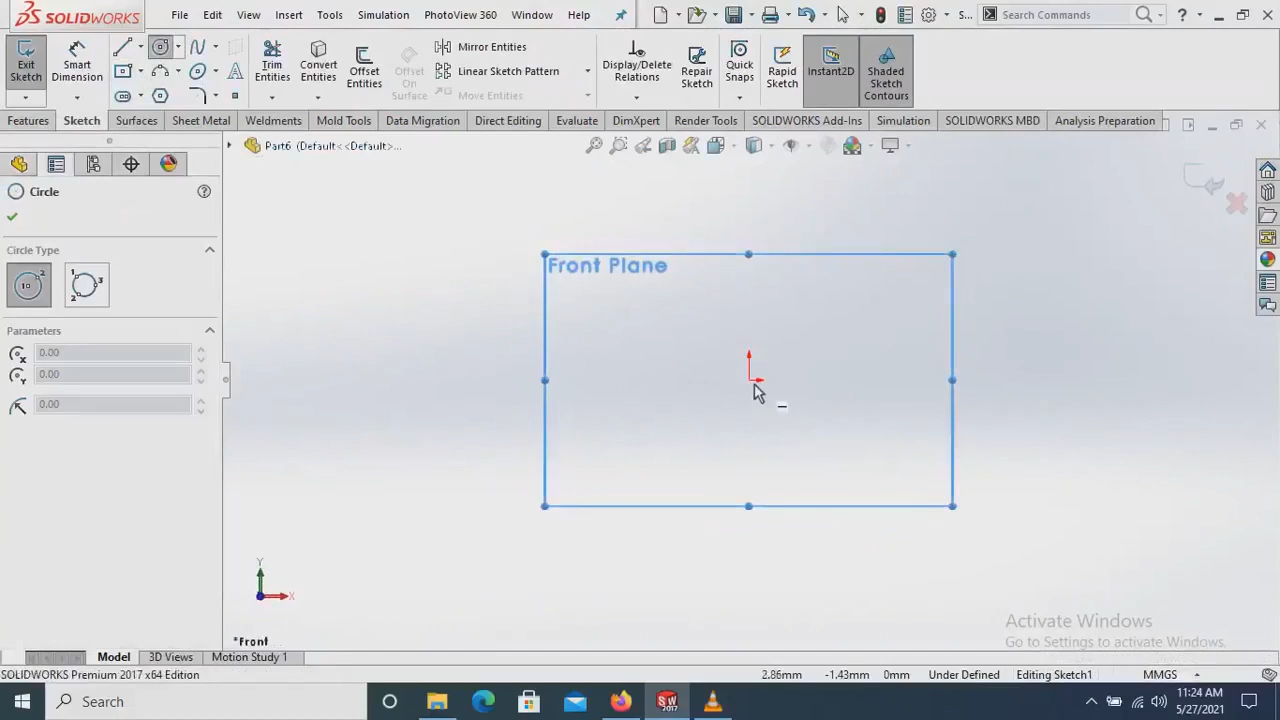 SOLIDWORKS File Edit View Insert Tools Simulation PhotoView 360 Window Help S... Search Commands ?
Exit Sketch Smart Dimension Trim Entities Convert Entities Offset Entities Offset On Surface Mirror Entities Linear Sketch Pattern Move Entities Display/Delete Relations Repair Sketch Quick Snaps Rapid Sketch Instant2D Shaded Sketch Contours
Features Sketch Surfaces Sheet Metal Weldments Mold Tools Data Migration Direct Editing Evaluate DimXpert Render Tools SOLIDWORKS Add-Ins Simulation SOLIDWORKS MBD Analysis Preparation
Part6 (Default<<Default>...
Circle ?
Circle Type
Parameters
0.00
0.00
0.00
Front Plane
Y
X
*Front
Activate Windows
Go to Settings to activate Windows.
Model 3D Views Motion Study 1
SOLIDWORKS Premium 2017 x64 Edition 2.86mm -1.43mm 0mm Under Defined Editing Sketch1 MMGS
Search 11:24 AM
5/27/2021